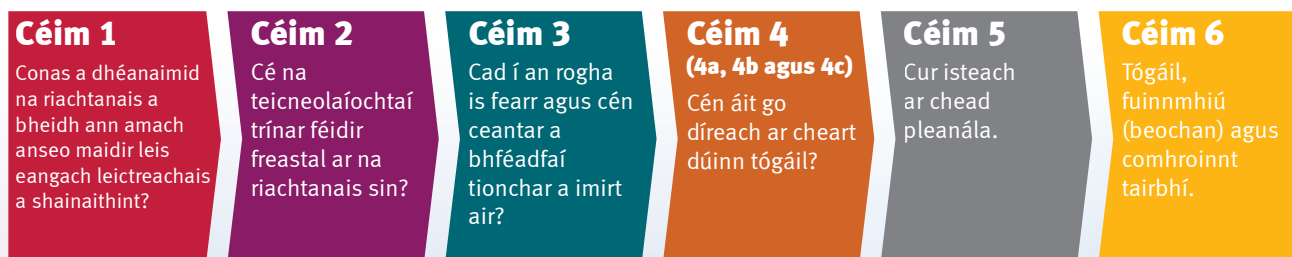 Céim 1
Conas a dhéanaimid
na riachtanais a
bheidh ann amach
anseo maidir leis
eangach leictreachais
a shainaithint?
Céim 2
Cé na
teicneolaíochtaí
trínar féidir
freastal ar na
riachtanais sin?
Céim 3
Cad í an rogha
is fearr agus cén
ceantar a
bhféadfaí
tionchar a imirt
air?
Céim 4
(4a, 4b agus 4c)
Cén áit go
díreach ar cheart
dúinn tógáil?
Céim 5
Cur isteach
ar chead
pleanála.
Céim 6
Tógáil,
fuinnmhiú
(beochan) agus
comhroinnt
tairbhí.